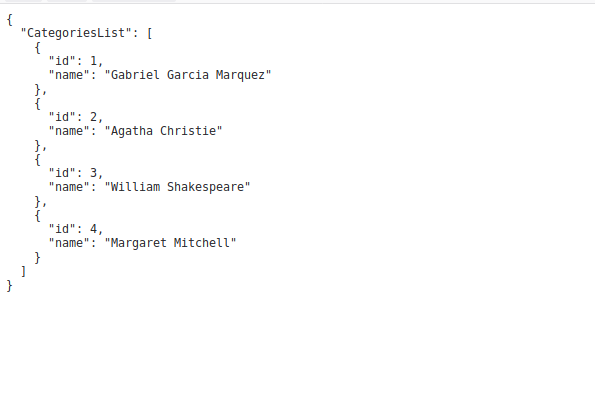 {
  "CategoriesList": [
    {
      "id": 1,
      "name": "Gabriel Garcia Marquez"
    },
    {
      "id": 2,
      "name": "Agatha Christie"
    },
    {
      "id": 3,
      "name": "William Shakespeare"
    },
    {
      "id": 4,
      "name": "Margaret Mitchell"
    }
  ]
}